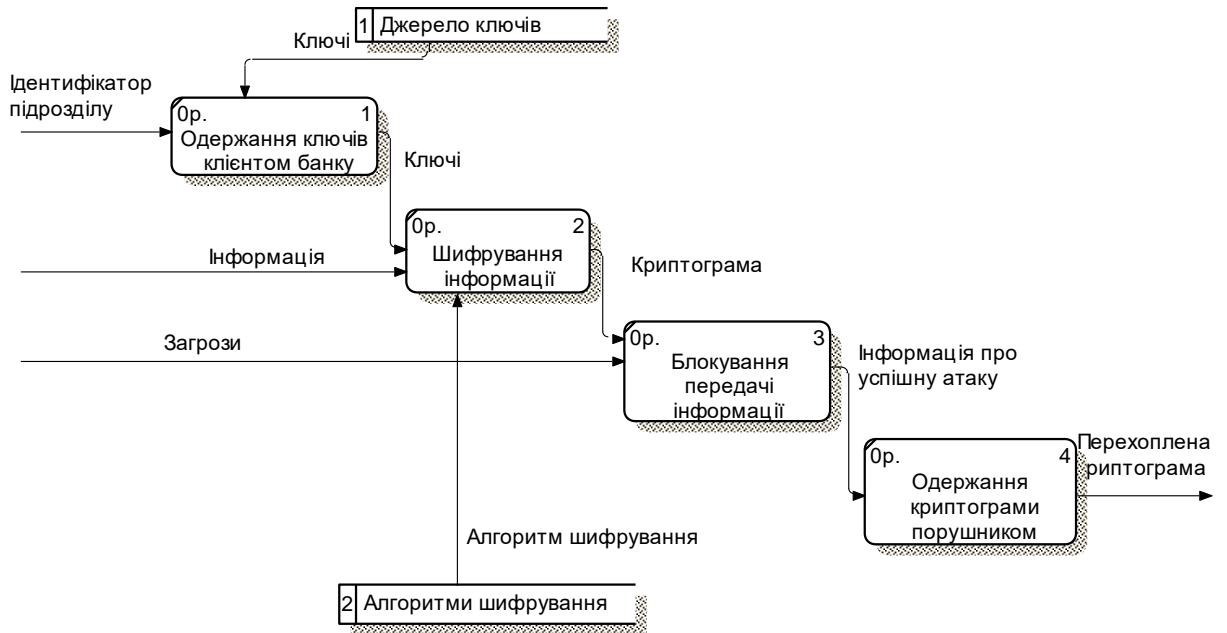 1 Джерело ключів
Ключі
Ідентифікатор
підрозділу
0р. 1
Одержання ключів
клієнтом банку
Ключі
0р. 2
Шифрування
інформації
Інформація
Криптограма
Загрози
0р. 3
Блокування
передачі
інформації
Інформація про
успішну атаку
0р. 4
Одержання
криптограми
порушником
Перехоплена
риптограма
Алгоритм шифрування
2 Алгоритми шифрування